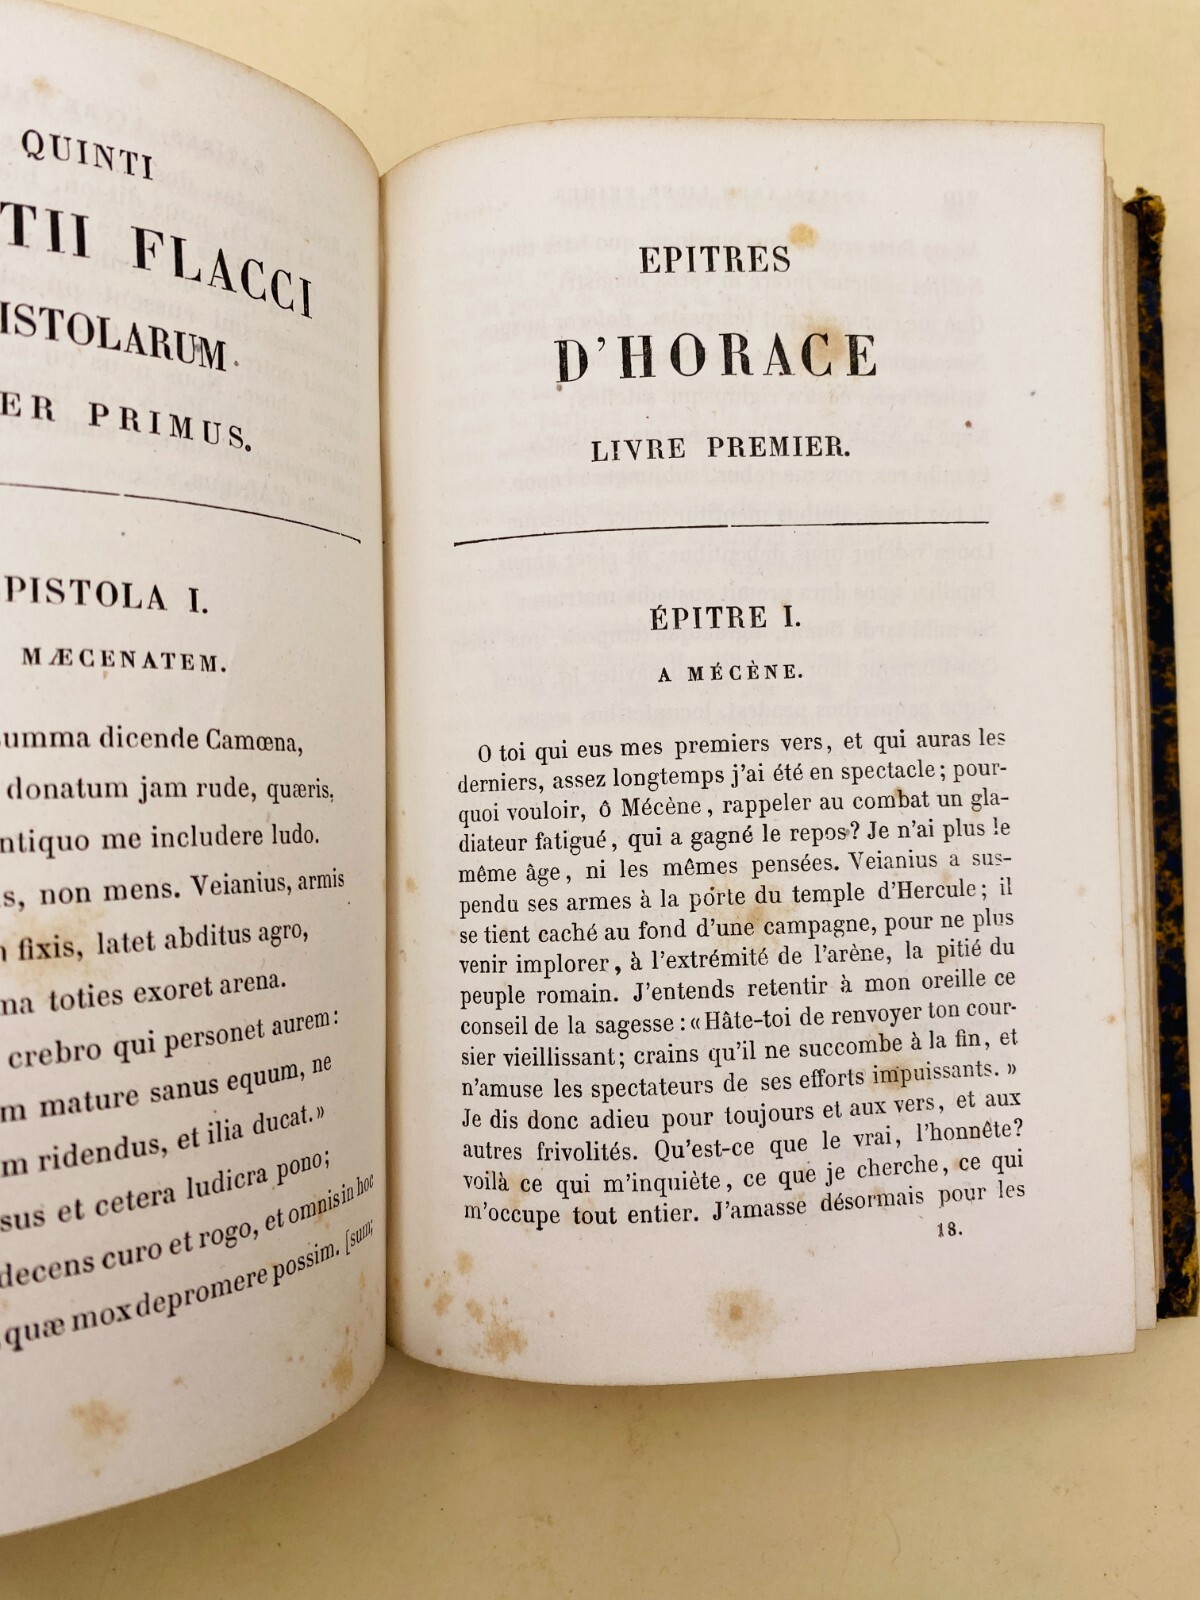 QUINTI
TII FLACCI
ISTOLARUM
ER PRIMUS.
PISTOLA I.
MÆCENATEM.
summa dicende Camœna,
donatum jam rude, quæris,
ntiquo me includere ludo.
s, non mens. Veianius, armis
fixis, latet abditus agro,
ma toties exoret arena.
crebro qui personet aurem:
m mature sanus equum, ne
m ridendus, et ilia ducat.»
sus et cetera ludicra pono;
decens curo et rogo, et omnis in hoc
quæ mox depromere possim. [sum;
EPITRES
D'HORACE
LIVRE PREMIER.
ÉPITRE I.
A MÉCÈNE.
O toi qui eus mes premiers vers, et qui auras les
derniers, assez longtemps j'ai été en spectacle; pour-
quoi vouloir, ô Mécène, rappeler au combat un gla-
diateur fatigué, qui a gagné le repos? Je n'ai plus le
même âge, ni les mêmes pensées. Veianius a sus-
pendu ses armes à la porte du temple d'Hercule; il
se tient caché au fond d'une campagne, pour ne plus
venir implorer, à l'extrémité de l'arène, la pitié du
peuple romain. J'entends retentir à mon oreille ce
conseil de la sagesse: «Hâte-toi de renvoyer ton cour-
sier vieillissant; crains qu'il ne succombe à la fin, et
n'amuse les spectateurs de ses efforts impuissants.»
Je dis donc adieu pour toujours et aux vers, et aux
autres frivolités. Qu'est-ce que le vrai, l'honnête?
voilà ce qui m'inquiète, ce que je cherche, ce qui
m'occupe tout entier. J'amasse désormais pour les
18.